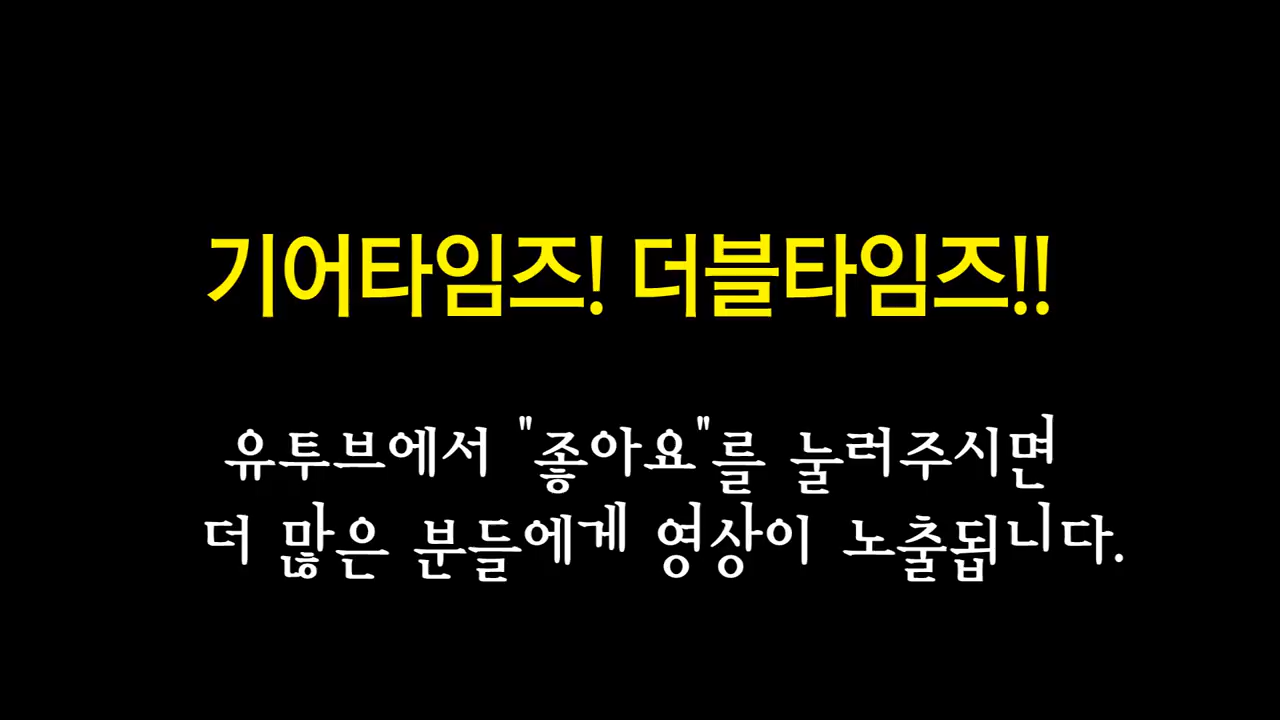 기어타임즈! 더블타임즈!!
유투브에서 "좋아요"를 눌러주시면
더 많은 분들에게 영상이 노출됩니다.